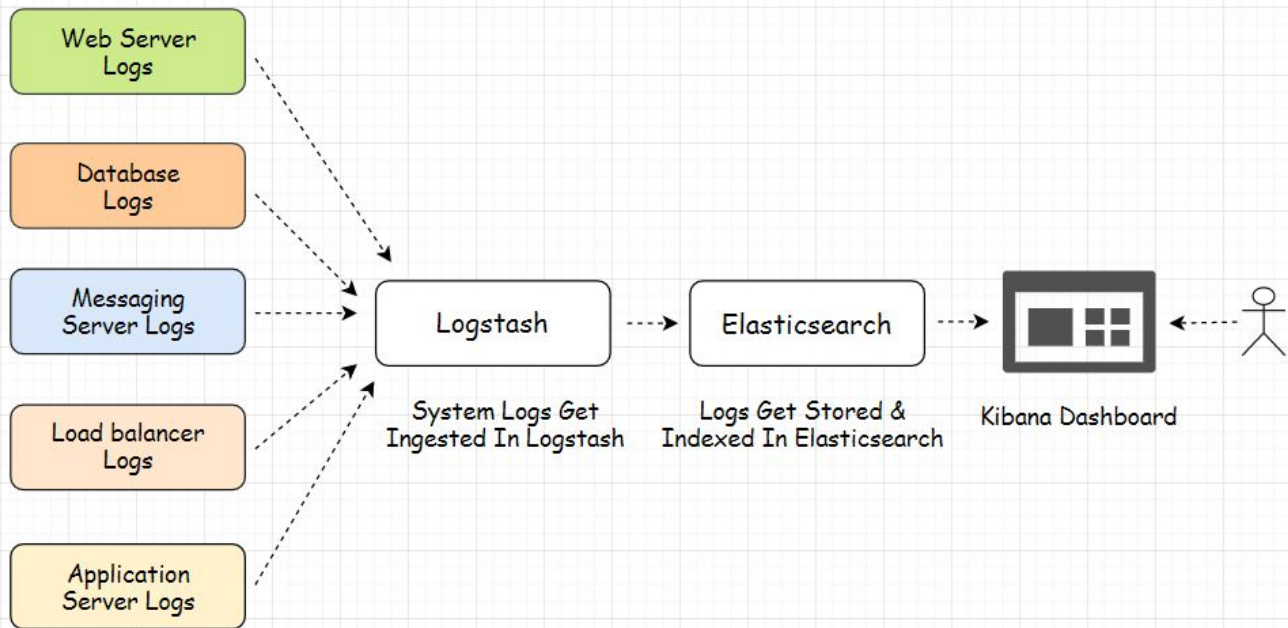 Web Server
Logs
Database
Logs
Messaging
Server Logs
Load balancer
Logs
Application
Server Logs
Logstash
System Logs Get
Ingested In Logstash
Elasticsearch
Logs Get Stored &
Indexed In Elasticsearch
Kibana Dashboard